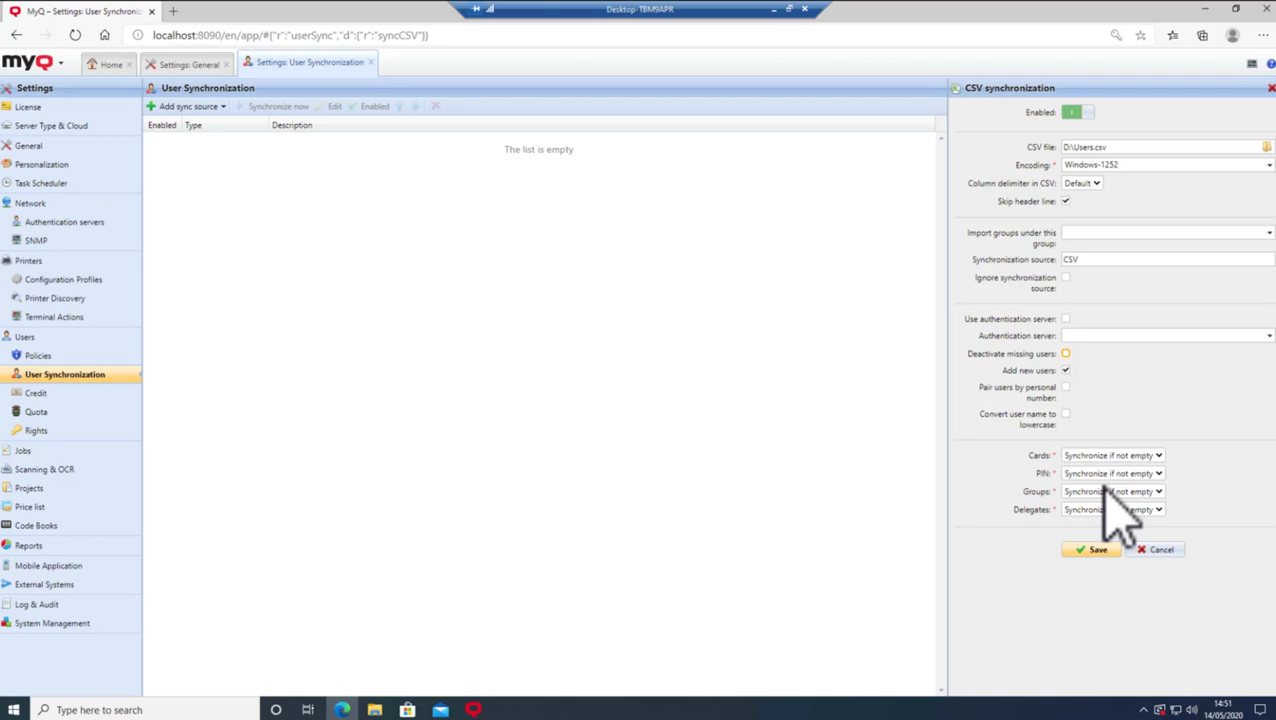 MyQ – Settings: User Synchroniz
Desktop-TBM9APR
localhost:8090/en/app/#{"r":"userSync","d":{"r":"syncCSV"}}
myQ
Home
Settings: General
Settings: User Synchronization
Settings
User Synchronization
CSV synchronization
License
Server Type & Cloud
General
Personalization
Task Scheduler
Network
Authentication servers
SNMP
Printers
Configuration Profiles
Printer Discovery
Terminal Actions
Users
Policies
User Synchronization
Credit
Quota
Rights
Jobs
Scanning & OCR
Projects
Price list
Code Books
Reports
Mobile Application
External Systems
Log & Audit
System Management
Add sync source
Synchronize now
Edit
Enabled
Enabled Type Description
The list is empty
Enabled:
CSV file: D:\Users.csv
Encoding: * Windows-1252
Column delimiter in CSV: Default
Skip header line:
Import groups under this
group:
Synchronization source: CSV
Ignore synchronization
source:
Use authentication server:
Authentication server:
Deactivate missing users:
Add new users:
Pair users by personal
number:
Convert user name to
lowercase:
Cards: * Synchronize if not empty
PIN: * Synchronize if not empty
Groups: * Synchronize if not empty
Delegates: * empty
Save
Cancel
Type here to search
14:51
14/05/2020